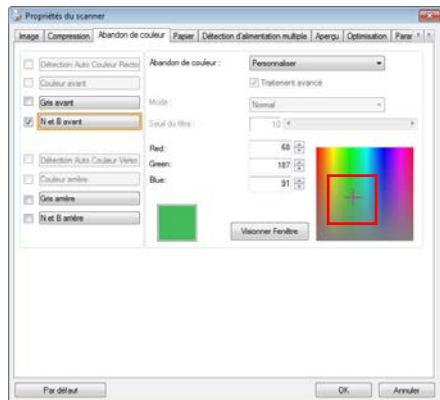 Propriétés du scanner
Image Compression Abandon de couleur Papier Détection d'alimentation multiple Aperçu Optimisation Parar
Détection Auto Couleur Recto Abandon de couleur : Personnaliser
Couleur avant Traitement avancé
Gris avant Mode : Normal
N et B avant Seuil du filtre : 10
Red: 68
Détection Auto Couleur Verso Green: 187
Couleur arrière Blue: 91
Gris arrière
N et B arrière Visionner Fenêtre
Par défaut OK Annuler